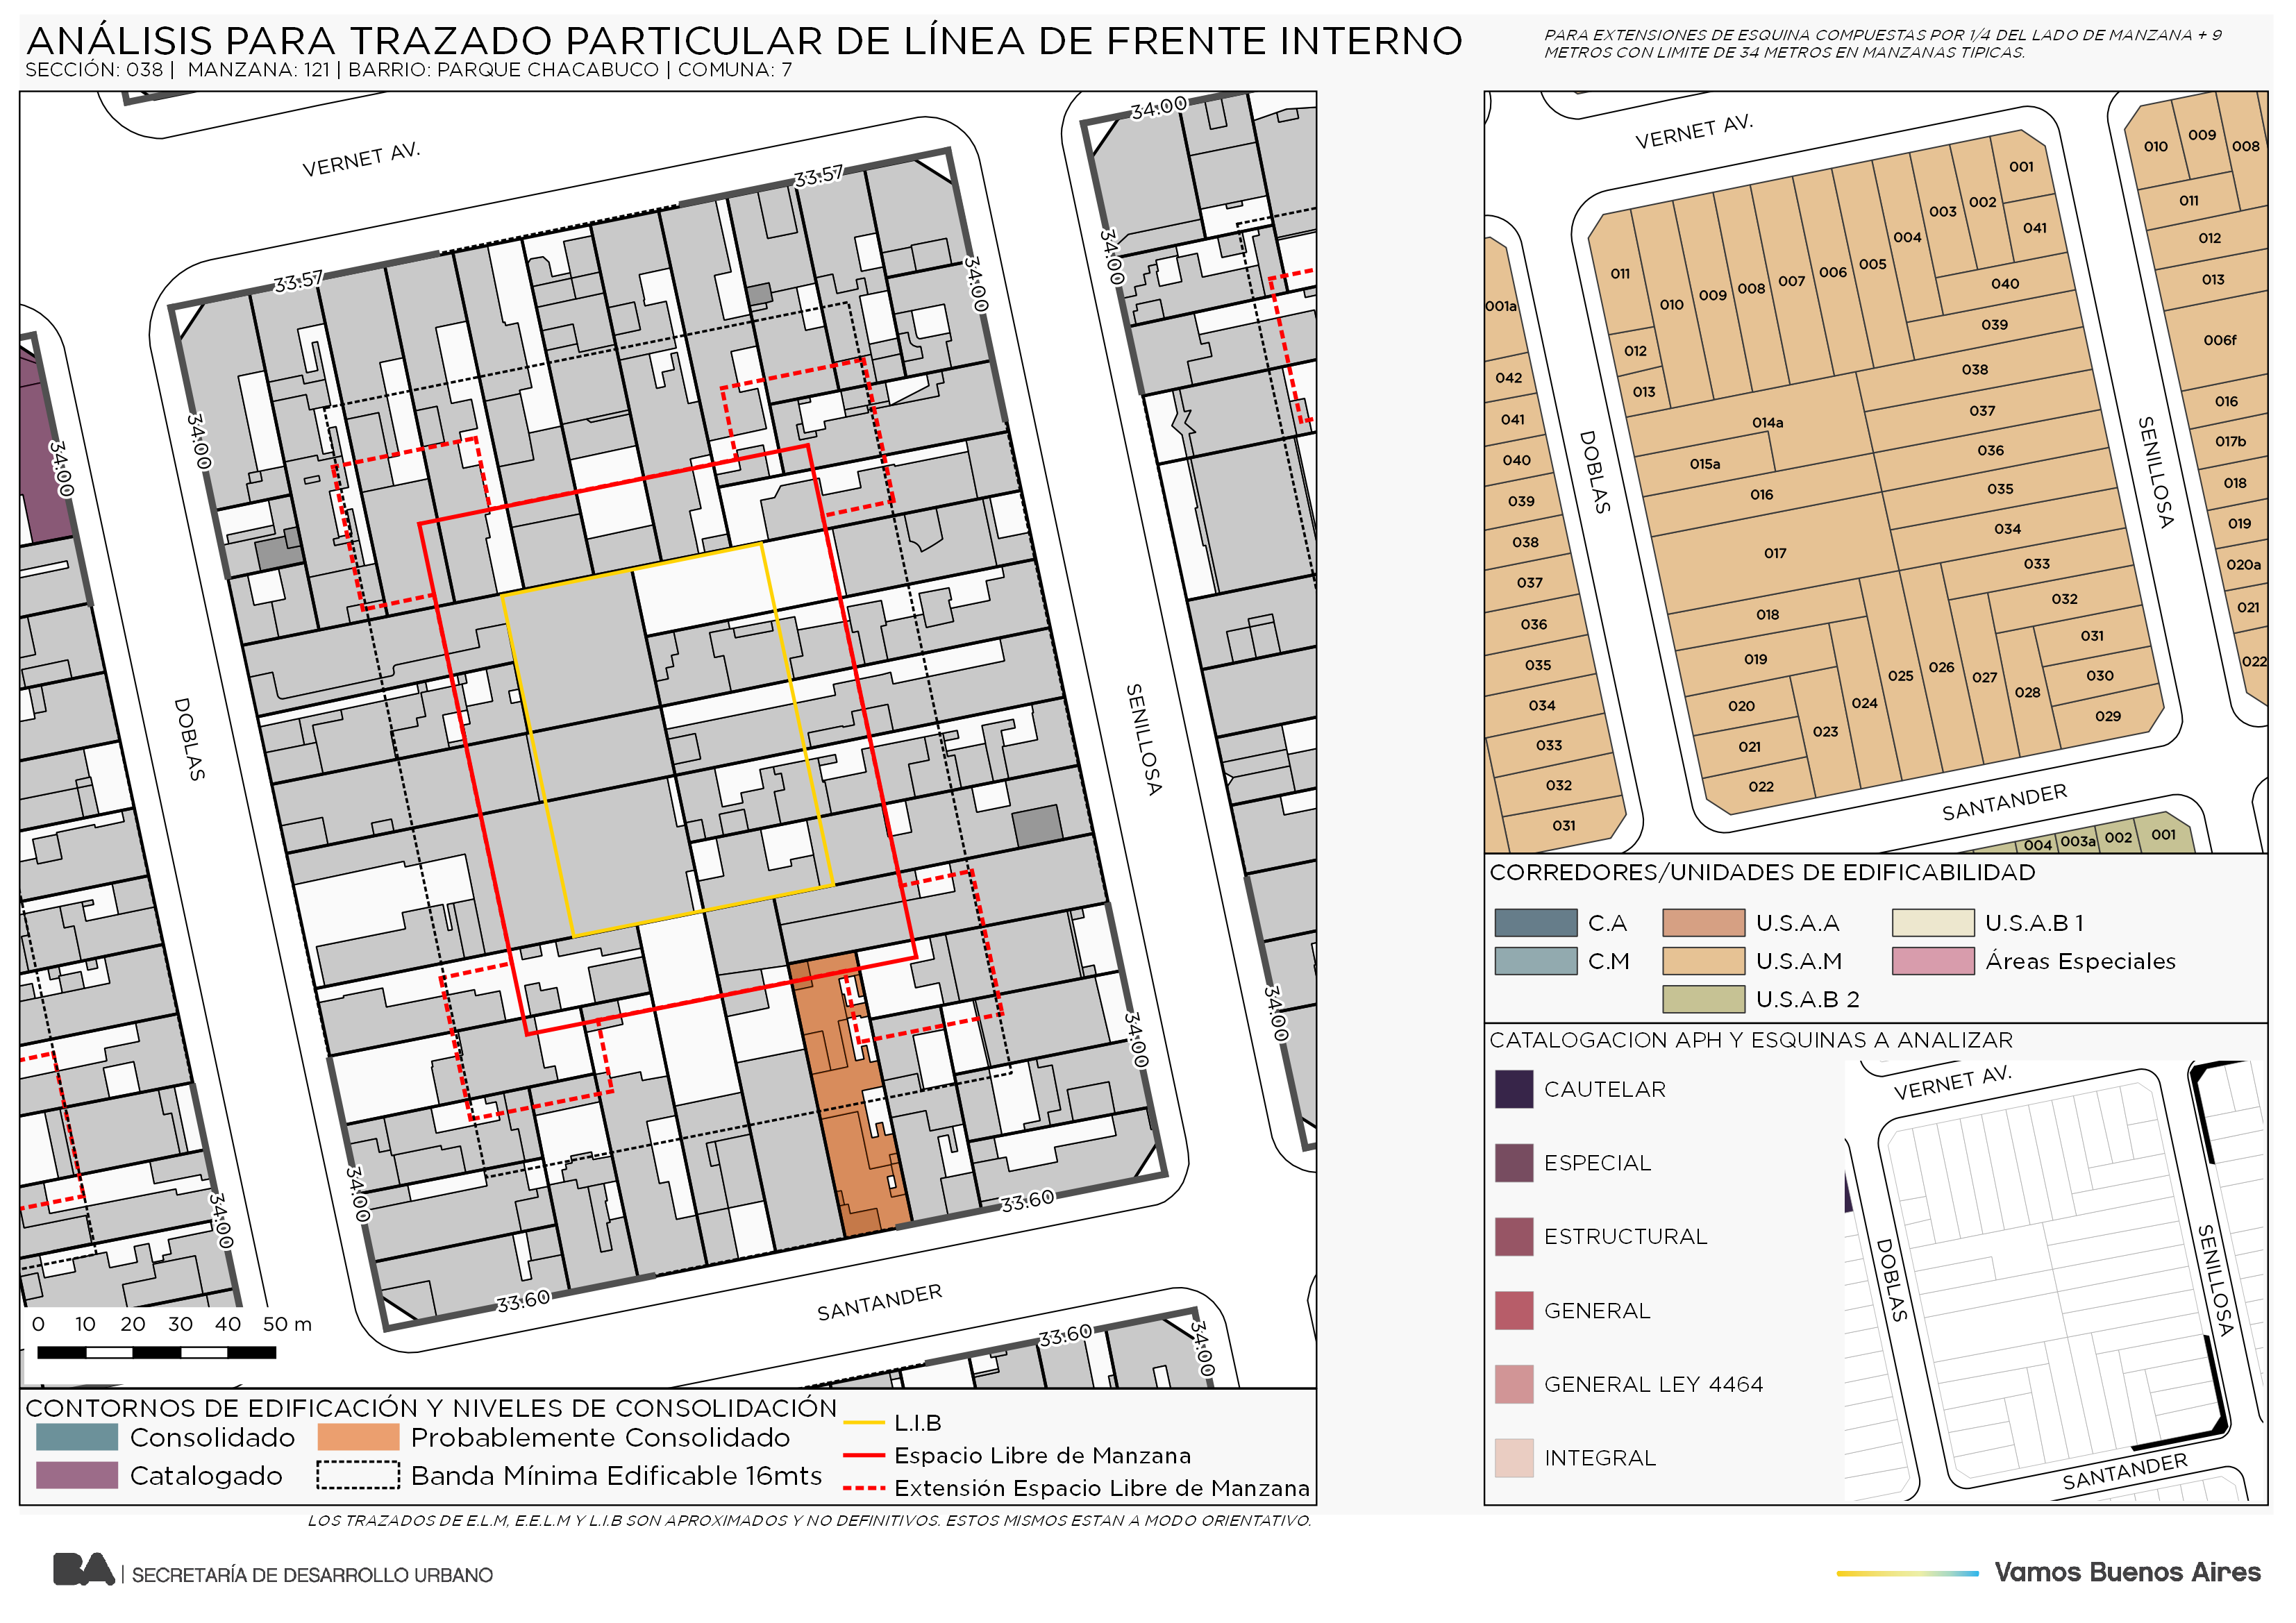 ANÁLISIS PARA TRAZADO PARTICULAR DE LÍNEA DE FRENTE INTERNO
SECCIÓN: 038 | MANZANA: 121 | BARRIO: PARQUE CHACABUCO | COMUNA: 7
PARA EXTENSIONES DE ESQUINA COMPUESTAS POR 1/4 DEL LADO DE MANZANA + 9
METROS CON LIMITE DE 34 METROS EN MANZANAS TIPICAS.
VERNET AV.
34:00
33:57
33:57
34:00
34:00
34:00
34:00
DOBLAS
SENILLOSA
34:00
34:00
34:00
34:00
33:60
33:60
SANTANDER
33:60
34:00
0 10 20 30 40 50 m
CONTORNOS DE EDIFICACIÓN Y NIVELES DE CONSOLIDACIÓN
Consolidado
Probablemente Consolidado
Catalogado
Banda Mínima Edificable 16mts
L.I.B
Espacio Libre de Manzana
Extensión Espacio Libre de Manzana
LOS TRAZADOS DE E.L.M, E.E.L.M Y L.I.B SON APROXIMADOS Y NO DEFINITIVOS. ESTOS MISMOS ESTAN A MODO ORIENTATIVO.
VERNET AV.
DOBLAS
SENILLOSA
SANTANDER
001
002
003
004
005
006
007
008
009
010
011
012
013
014a
015a
016
017
018
019
020
021
022
023
024
025
026
027
028
029
030
031
032
033
034
035
036
037
038
039
040
041
001a
042
041
040
039
038
037
036
035
034
033
032
031
010
009
008
011
012
013
006f
016
017b
018
019
020a
021
022
004
003a
002
001
CORREDORES/UNIDADES DE EDIFICABILIDAD
C.A
U.S.A.A
U.S.A.B 1
C.M
U.S.A.M
Áreas Especiales
U.S.A.B 2
CATALOGACION APH Y ESQUINAS A ANALIZAR
CAUTELAR
ESPECIAL
ESTRUCTURAL
GENERAL
GENERAL LEY 4464
INTEGRAL
VERNET AV.
DOBLAS
SENILLOSA
SANTANDER
BA | SECRETARÍA DE DESARROLLO URBANO
Vamos Buenos Aires